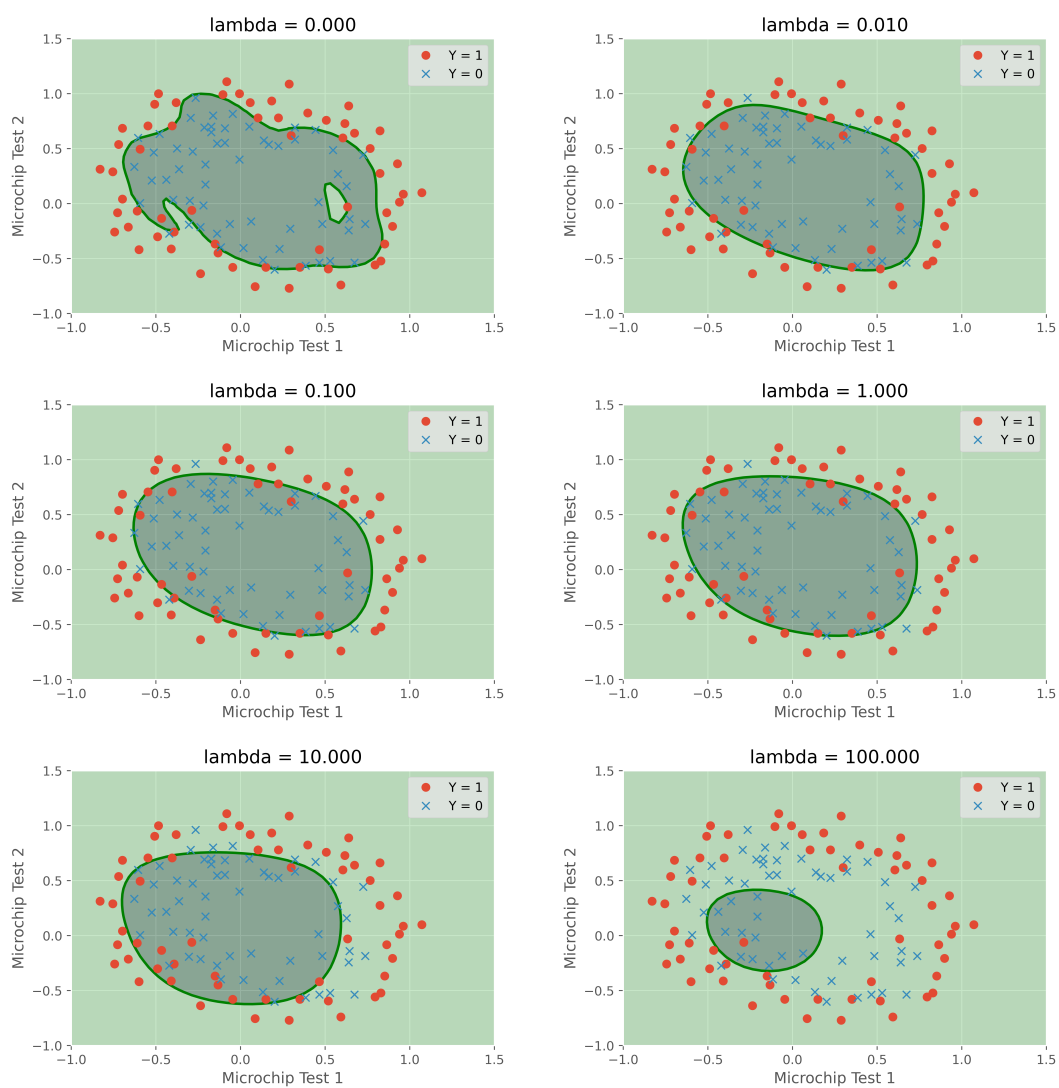 lambda = 0.000
Microchip Test 2
1.5
1.0
0.5
0.0
−0.5
−1.0
Y = 1
Y = 0
−1.0 −0.5 0.0 0.5 1.0 1.5
Microchip Test 1
lambda = 0.010
Microchip Test 2
1.5
1.0
0.5
0.0
−0.5
−1.0
Y = 1
Y = 0
−1.0 −0.5 0.0 0.5 1.0 1.5
Microchip Test 1
lambda = 0.100
Microchip Test 2
1.5
1.0
0.5
0.0
−0.5
−1.0
Y = 1
Y = 0
−1.0 −0.5 0.0 0.5 1.0 1.5
Microchip Test 1
lambda = 1.000
Microchip Test 2
1.5
1.0
0.5
0.0
−0.5
−1.0
Y = 1
Y = 0
−1.0 −0.5 0.0 0.5 1.0 1.5
Microchip Test 1
lambda = 10.000
Microchip Test 2
1.5
1.0
0.5
0.0
−0.5
−1.0
Y = 1
Y = 0
−1.0 −0.5 0.0 0.5 1.0 1.5
Microchip Test 1
lambda = 100.000
Microchip Test 2
1.5
1.0
0.5
0.0
−0.5
−1.0
Y = 1
Y = 0
−1.0 −0.5 0.0 0.5 1.0 1.5
Microchip Test 1